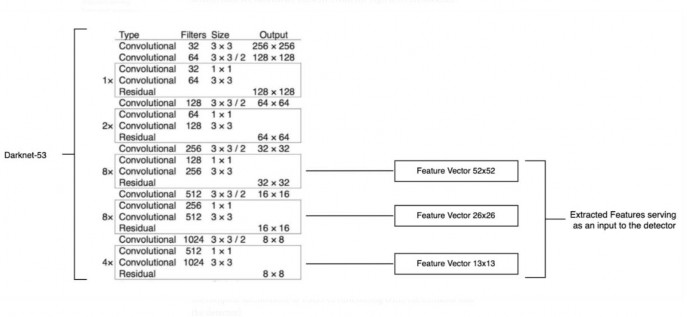 Type Filters Size Output
Convolutional 32 3 × 3 256 × 256
Convolutional 64 3 × 3 / 2 128 × 128
Convolutional 32 1 × 1
1× Convolutional 64 3 × 3
Residual 128 × 128
Convolutional 128 3 × 3 / 2 64 × 64
Convolutional 64 1 × 1
2× Convolutional 128 3 × 3
Residual 64 × 64
Darknet-53
Convolutional 256 3 × 3 / 2 32 × 32
Convolutional 128 1 × 1
8× Convolutional 256 3 × 3
Residual 32 × 32
Feature Vector 52x52
Convolutional 512 3 × 3 / 2 16 × 16
Convolutional 256 1 × 1
8× Convolutional 512 3 × 3
Residual 16 × 16
Feature Vector 26x26
Extracted Features serving
as an input to the detector
Convolutional 1024 3 × 3 / 2 8 × 8
Convolutional 512 1 × 1
4× Convolutional 1024 3 × 3
Residual 8 × 8
Feature Vector 13x13